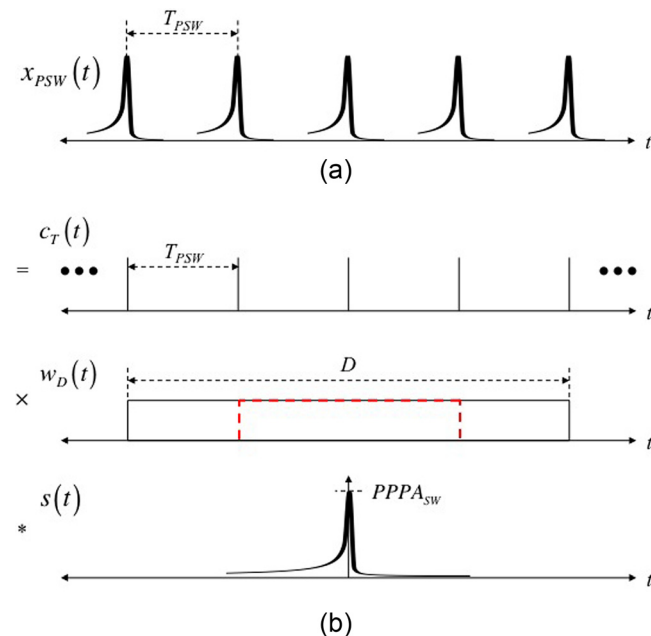 T_PSW
x_PSW(t)
t
(a)
c_T(t)
T_PSW
=
t
w_D(t)
D
×
t
s(t)
PPPA_SW
*
t
(b)